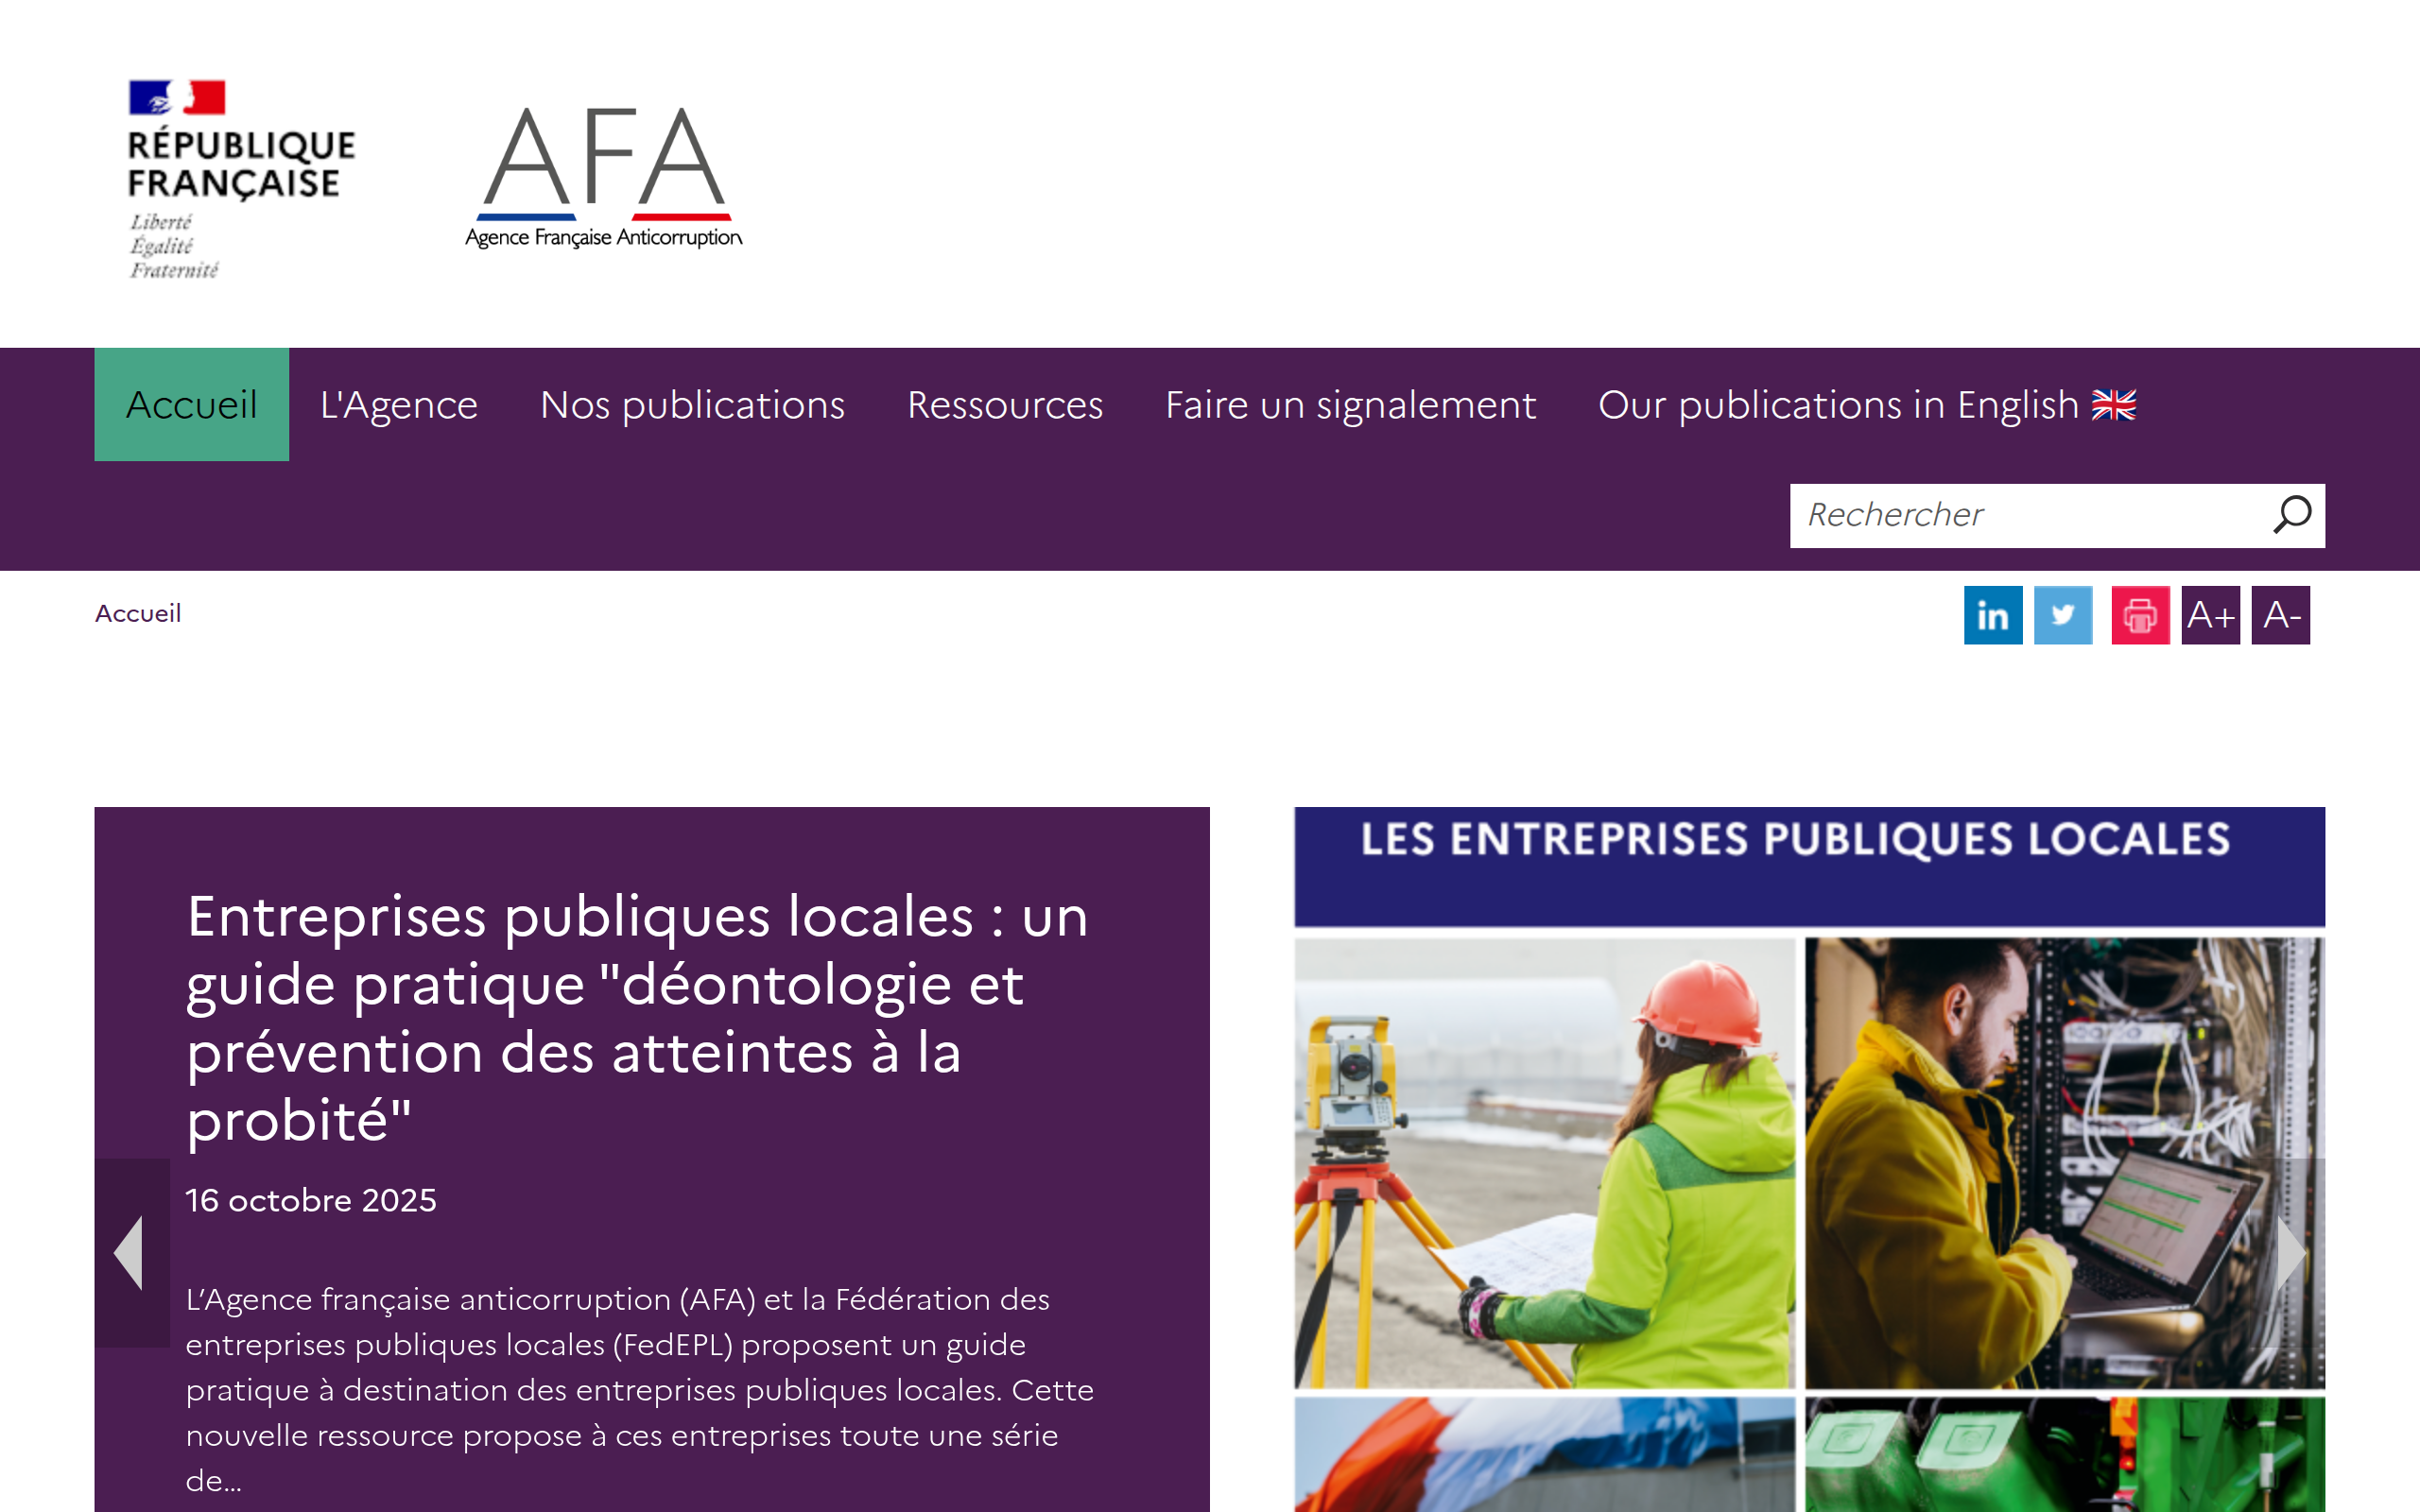 RÉPUBLIQUE
FRANÇAISE
Liberté
Égalité
Fraternité
AFA
Agence Française Anticorruption
Accueil L'Agence Nos publications Ressources Faire un signalement Our publications in English
Rechercher
Accueil
in A+ A-
Entreprises publiques locales : un
guide pratique "déontologie et
prévention des atteintes à la
probité"
16 octobre 2025
L’Agence française anticorruption (AFA) et la Fédération des
entreprises publiques locales (FedEPL) proposent un guide
pratique à destination des entreprises publiques locales. Cette
nouvelle ressource propose à ces entreprises toute une série
de...
LES ENTREPRISES PUBLIQUES LOCALES